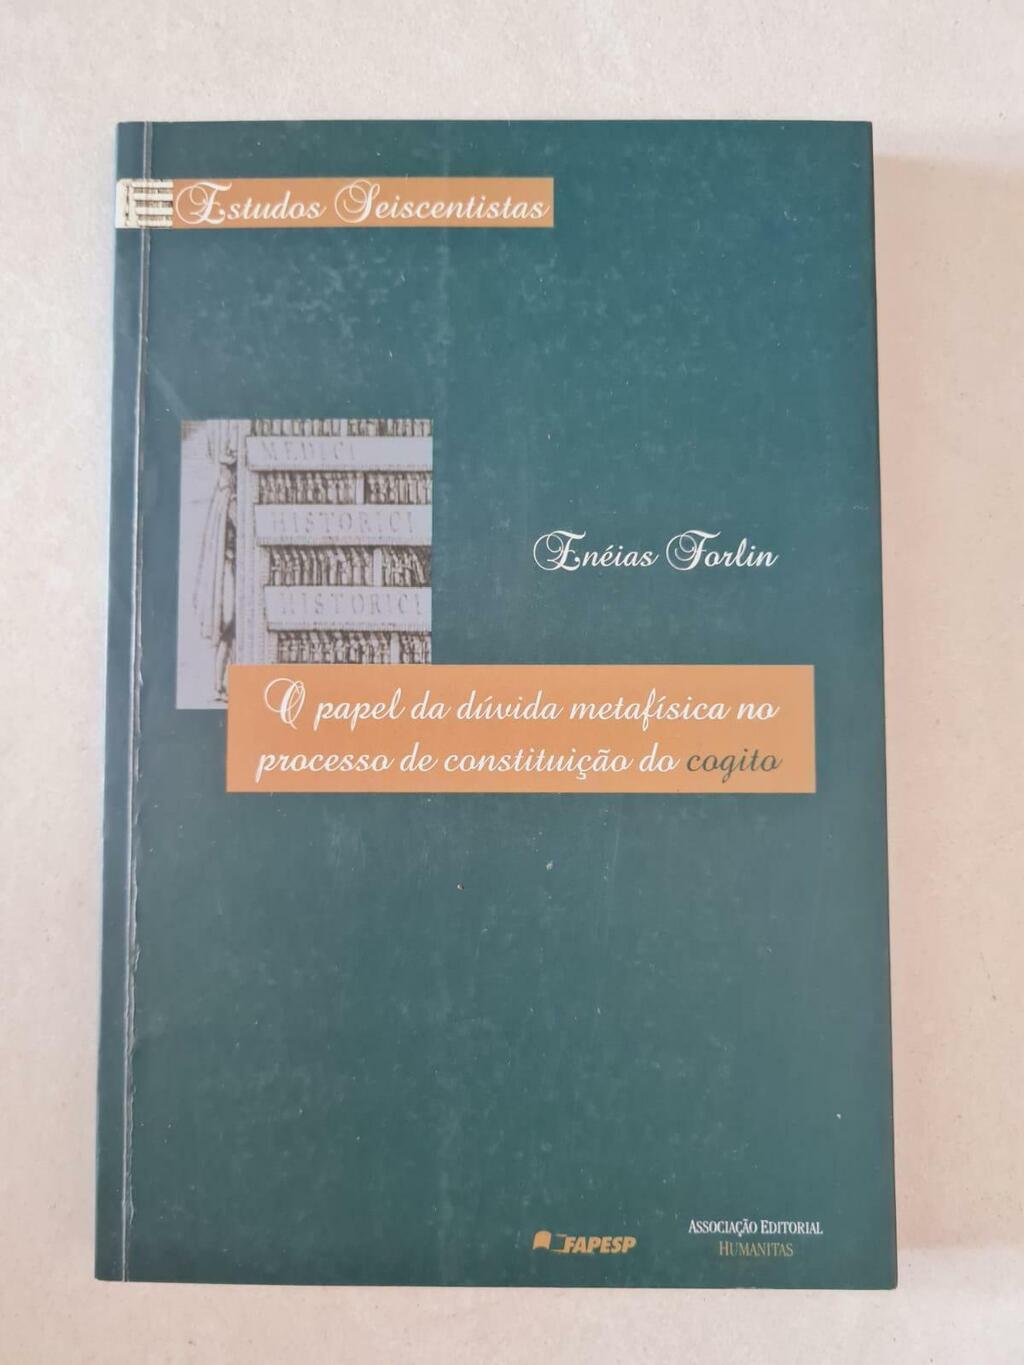 Estudos Seiscentistas
MEDICI
HISTORICI
HISTORICI
Enéias Forlin
O papel da dúvida metafísica no
processo de constituição do cogito
FAPESP
ASSOCIAÇÃO EDITORIAL
HUMANITAS